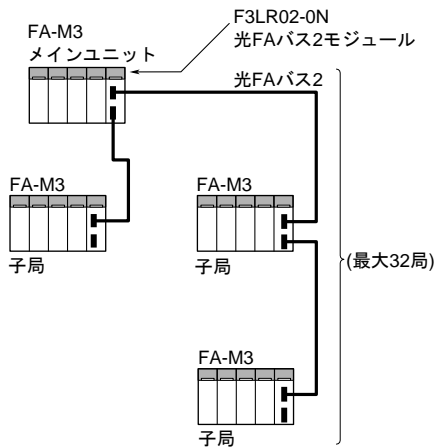 F3LR02-0N
光FAバス2モジュール
FA-M3
メインユニット
光FAバス2
FA-M3
子局
FA-M3
子局
(最大32局)
FA-M3
子局